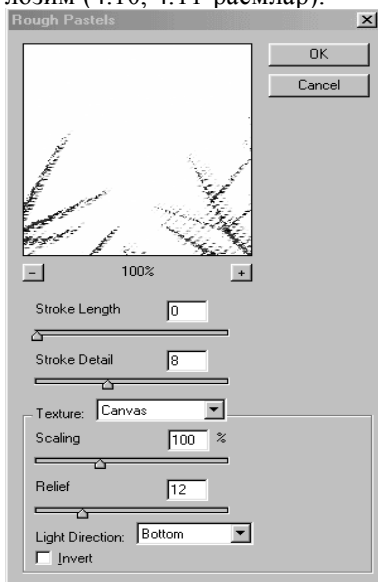 лозим (4.10, 4.11-расмлар).
Rough Pastels
OK
Cancel
100%
Stroke Length 0
Stroke Detail 8
Texture: Canvas
Scaling 100 %
Relief 12
Light Direction: Bottom
Invert